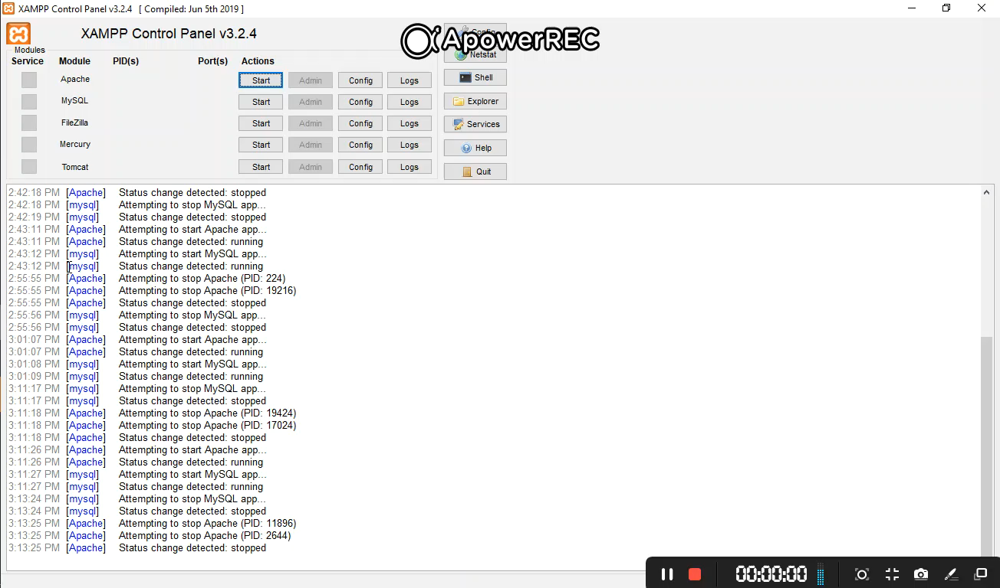 XAMPP Control Panel v3.2.4 [ Compiled: Jun 5th 2019 ]
XAMPP Control Panel v3.2.4
ApowerREC
Config
Modules
Service Module PID(s) Port(s) Actions
Netstat
Apache Start Admin Config Logs
Shell
MySQL Start Admin Config Logs
Explorer
FileZilla Start Admin Config Logs
Services
Mercury Start Admin Config Logs
Help
Tomcat Start Admin Config Logs
Quit
2:42:18 PM [Apache] Status change detected: stopped
2:42:18 PM [mysql] Attempting to stop MySQL app...
2:42:19 PM [mysql] Status change detected: stopped
2:43:11 PM [Apache] Attempting to start Apache app...
2:43:11 PM [Apache] Status change detected: running
2:43:12 PM [mysql] Attempting to start MySQL app...
2:43:12 PM [mysql] Status change detected: running
2:55:55 PM [Apache] Attempting to stop Apache (PID: 224)
2:55:55 PM [Apache] Attempting to stop Apache (PID: 19216)
2:55:55 PM [Apache] Status change detected: stopped
2:55:56 PM [mysql] Attempting to stop MySQL app...
2:55:56 PM [mysql] Status change detected: stopped
3:01:07 PM [Apache] Attempting to start Apache app...
3:01:07 PM [Apache] Status change detected: running
3:01:08 PM [mysql] Attempting to start MySQL app...
3:01:09 PM [mysql] Status change detected: running
3:11:17 PM [mysql] Attempting to stop MySQL app...
3:11:17 PM [mysql] Status change detected: stopped
3:11:18 PM [Apache] Attempting to stop Apache (PID: 19424)
3:11:18 PM [Apache] Attempting to stop Apache (PID: 17024)
3:11:18 PM [Apache] Status change detected: stopped
3:11:26 PM [Apache] Attempting to start Apache app...
3:11:26 PM [Apache] Status change detected: running
3:11:27 PM [mysql] Attempting to start MySQL app...
3:11:27 PM [mysql] Status change detected: running
3:13:24 PM [mysql] Attempting to stop MySQL app...
3:13:24 PM [mysql] Status change detected: stopped
3:13:25 PM [Apache] Attempting to stop Apache (PID: 11896)
3:13:25 PM [Apache] Attempting to stop Apache (PID: 2644)
3:13:25 PM [Apache] Status change detected: stopped
00:00:00